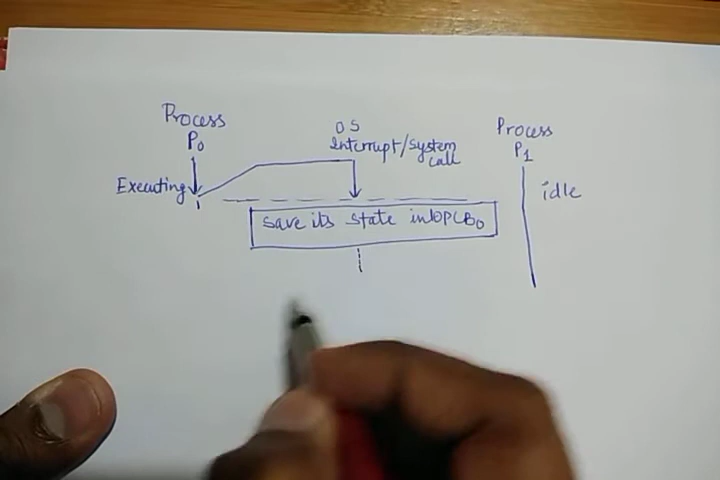 Process
P0
Executing
OS
Interrupt/System
call
Process
P1
idle
save its state into PCB0